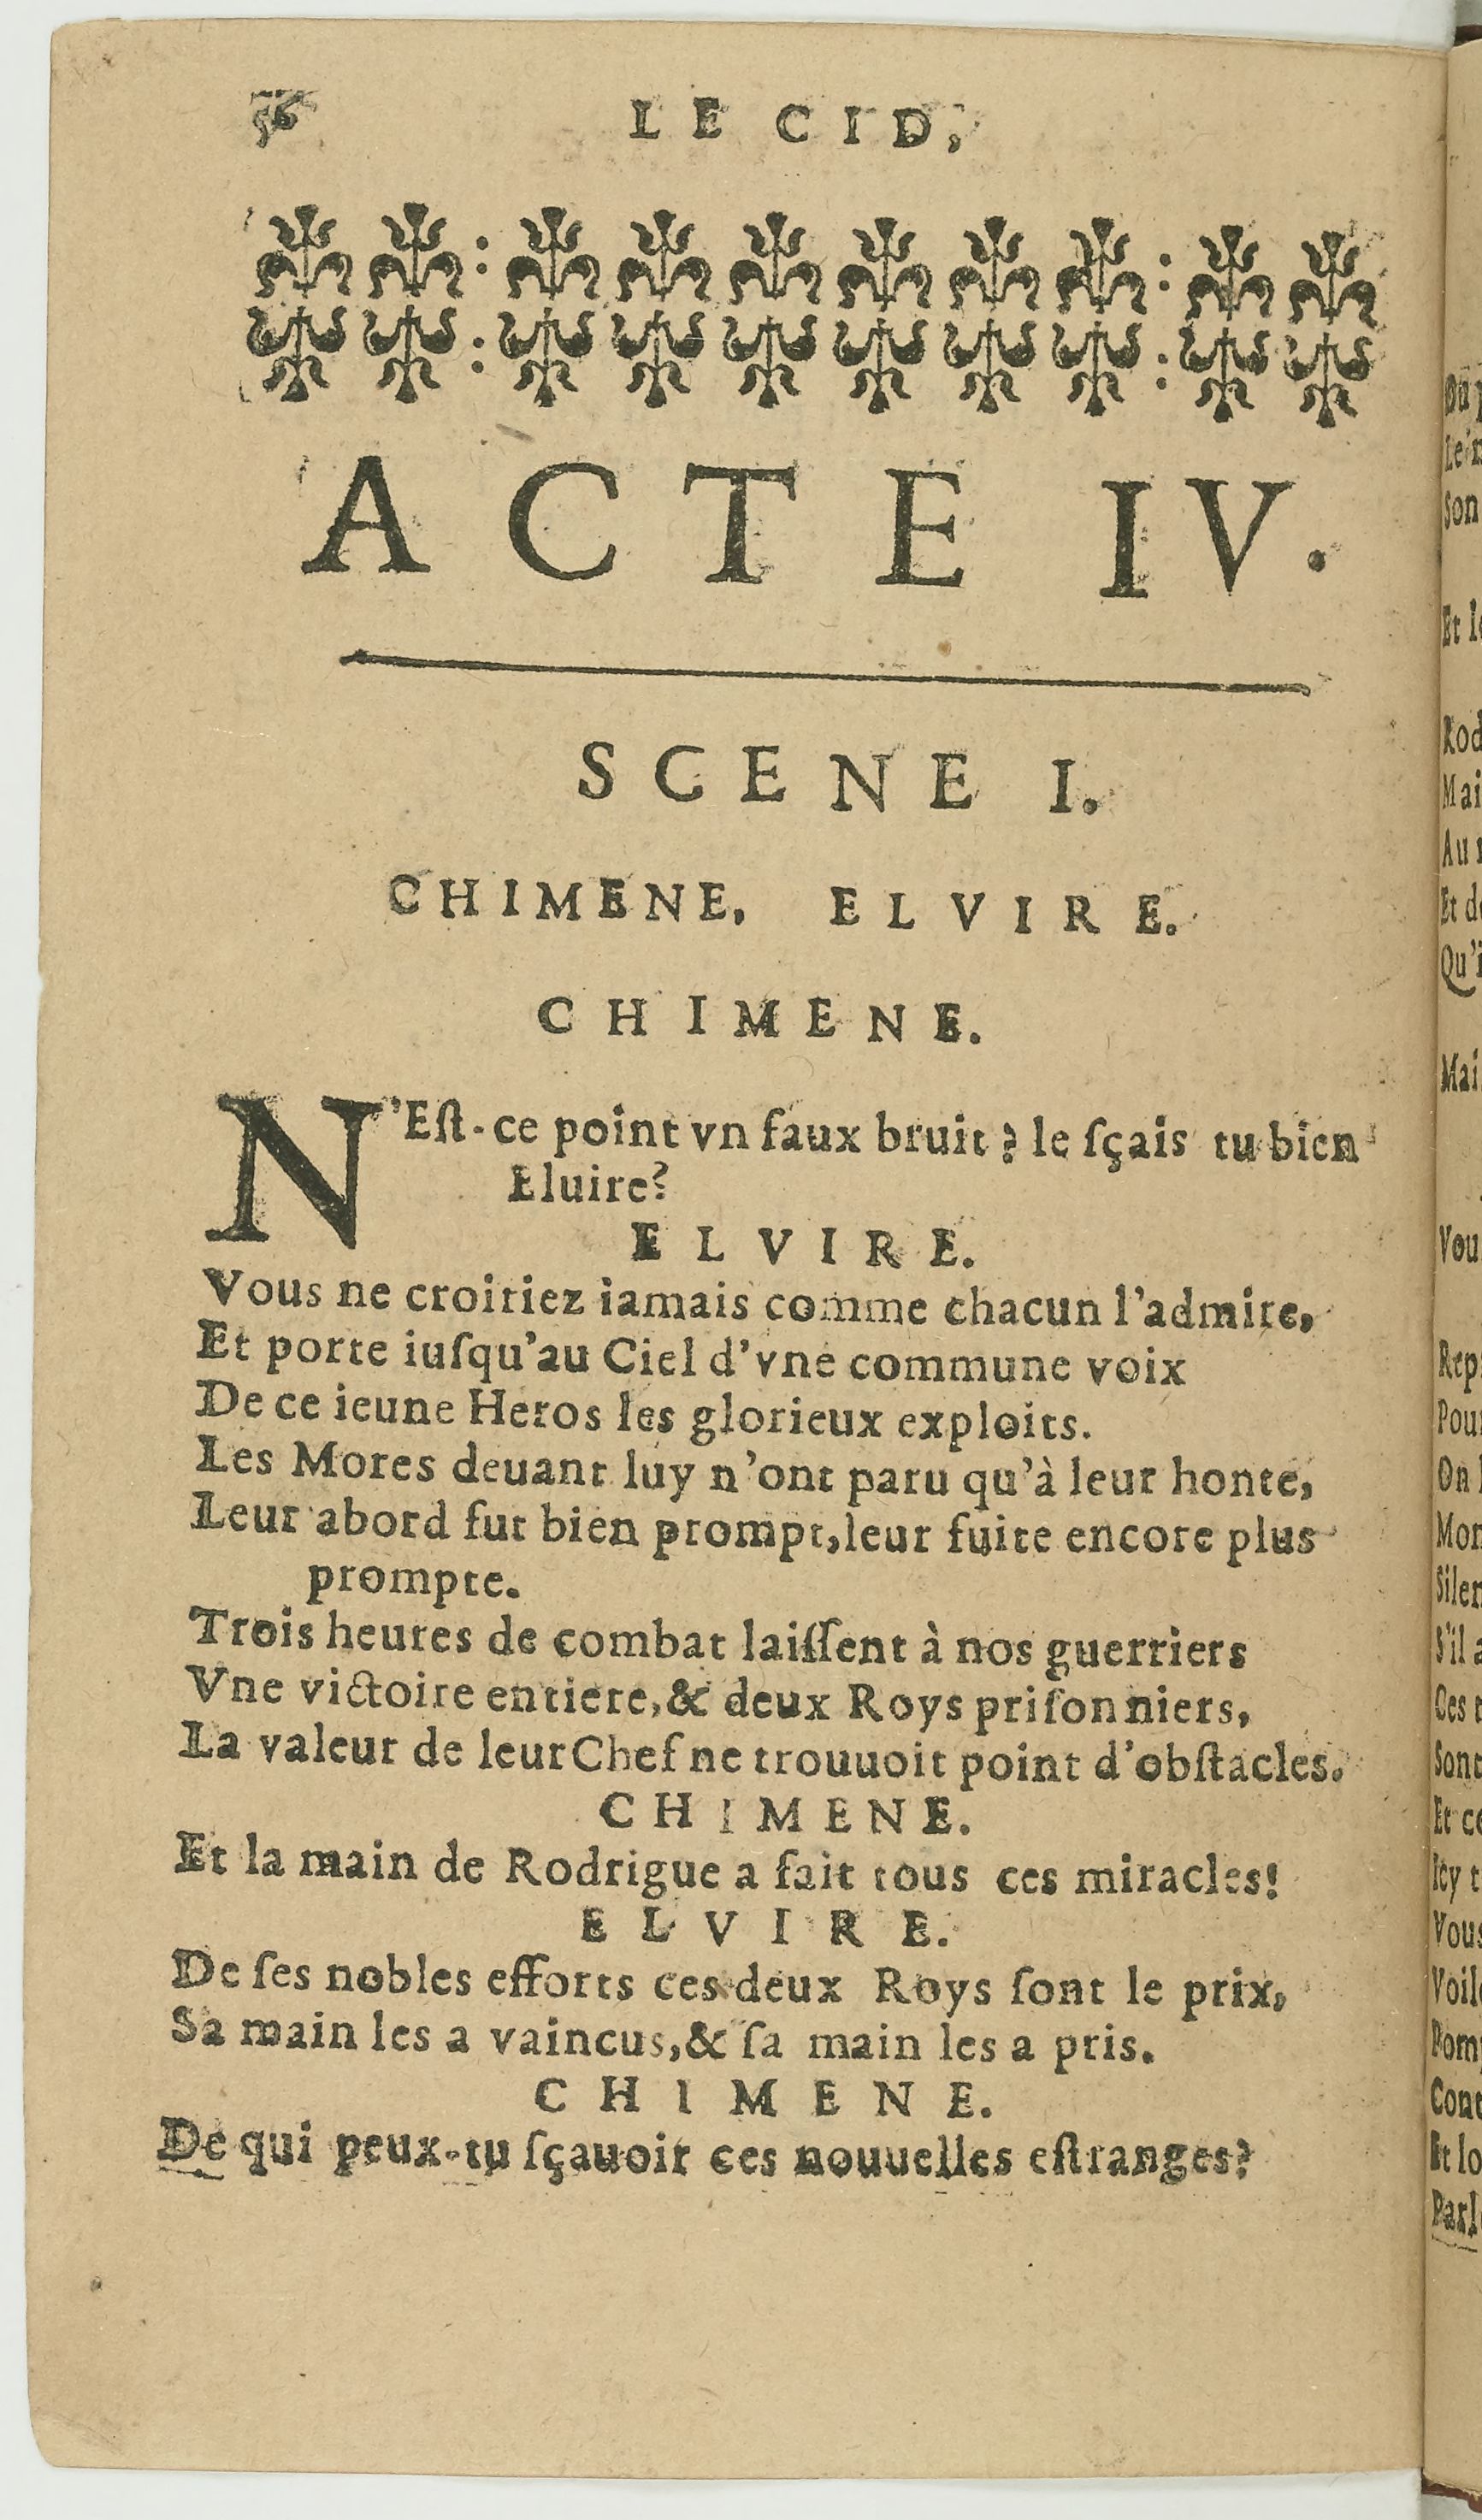 56
LE CID,
ACTE IV.
SCENE I.
CHIMENE, ELVIRE.
CHIMENE.
N'Eſt-ce point vn faux bruit? le ſçais tu bien
Eluire?
ELVIRE.
Vous ne croiriez iamais comme chacun l'admire,
Et porte iuſqu'au Ciel d'vne commune voix
De ce ieune Heros les glorieux exploits.
Les Mores deuant luy n'ont paru qu'à leur honte,
Leur abord fut bien prompt, leur fuite encore plus
prompte.
Trois heures de combat laiſſent à nos guerriers
Vne victoire entiere, & deux Roys priſonniers,
La valeur de leur Chef ne trouuoit point d'obſtacles.
CHIMENE.
Et la main de Rodrigue a fait tous ces miracles!
ELVIRE.
De ſes nobles efforts ces deux Roys ſont le prix,
Sa main les a vaincus, & ſa main les a pris.
CHIMENE.
De qui peux-tu ſçauoir ces nouuelles eſtranges?